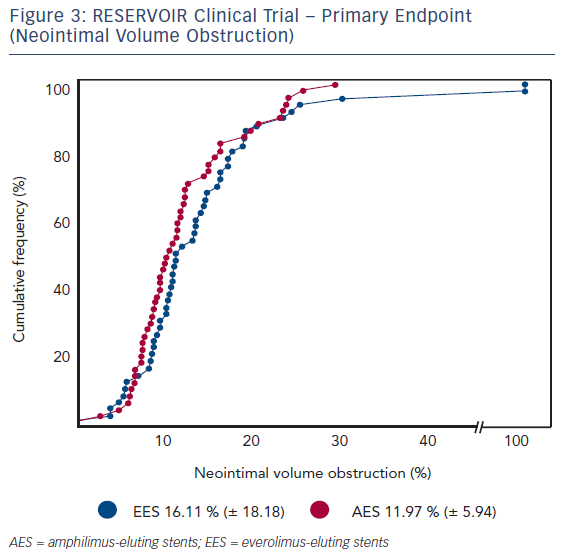 Figure 3: RESERVOIR Clinical Trial – Primary Endpoint
(Neointimal Volume Obstruction)
Cumulative frequency (%)
100
80
60
40
20
10
20
30
40
100
Neointimal volume obstruction (%)
EES 16.11 % (± 18.18)
AES 11.97 % (± 5.94)
AES = amphilimus-eluting stents; EES = everolimus-eluting stents